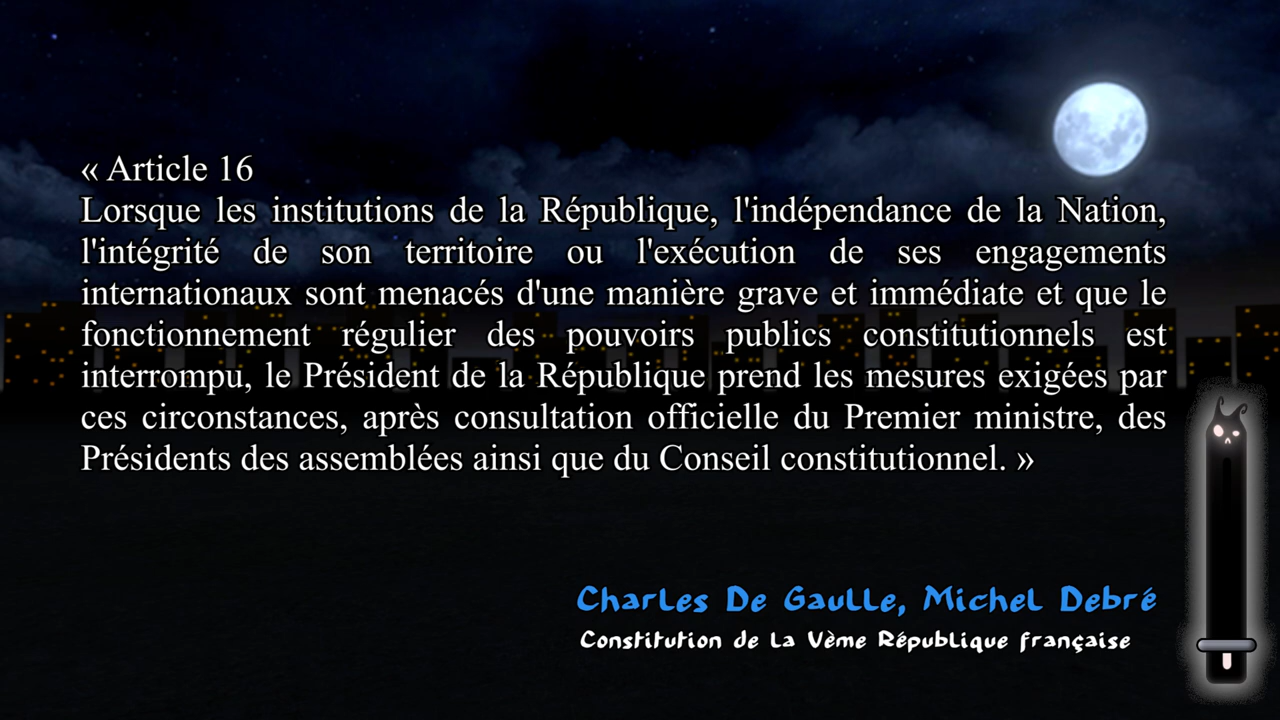 « Article 16
Lorsque les institutions de la République, l'indépendance de la Nation,
l'intégrité de son territoire ou l'exécution de ses engagements
internationaux sont menacés d'une manière grave et immédiate et que le
fonctionnement régulier des pouvoirs publics constitutionnels est
interrompu, le Président de la République prend les mesures exigées par
ces circonstances, après consultation officielle du Premier ministre, des
Présidents des assemblées ainsi que du Conseil constitutionnel. »
Charles De Gaulle, Michel Debré
Constitution de la Vème République française